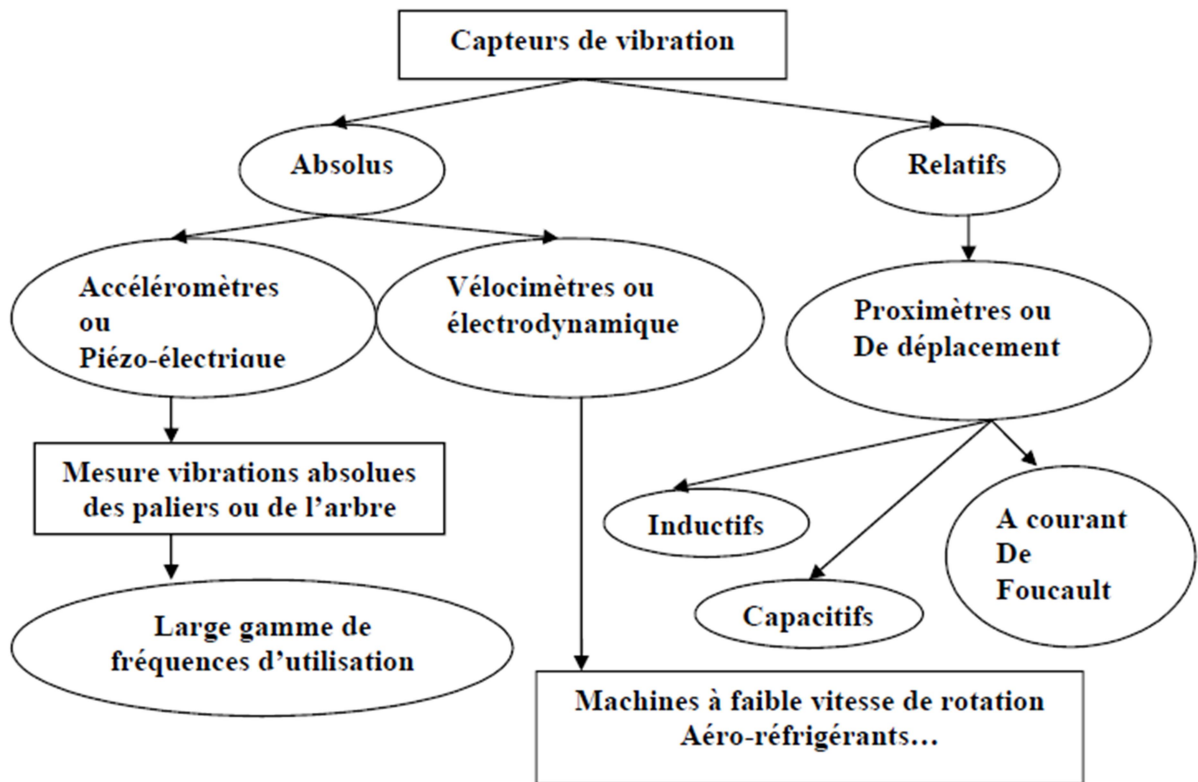 Capteurs de vibration
Absolus
Relatifs
Accéléromètres
ou
Piézo-électrique
Vélocimètres ou
électrodynamique
Proximètres ou
De déplacement
Mesure vibrations absolues
des paliers ou de l’arbre
Inductifs
A courant
De
Foucault
Capacitifs
Large gamme de
fréquences d’utilisation
Machines à faible vitesse de rotation
Aéro-réfrigérants…